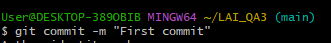 User@DESKTOP-389OBIB MINGW64 ~/LAI_QA3 (main)
$ git commit -m "First commit"